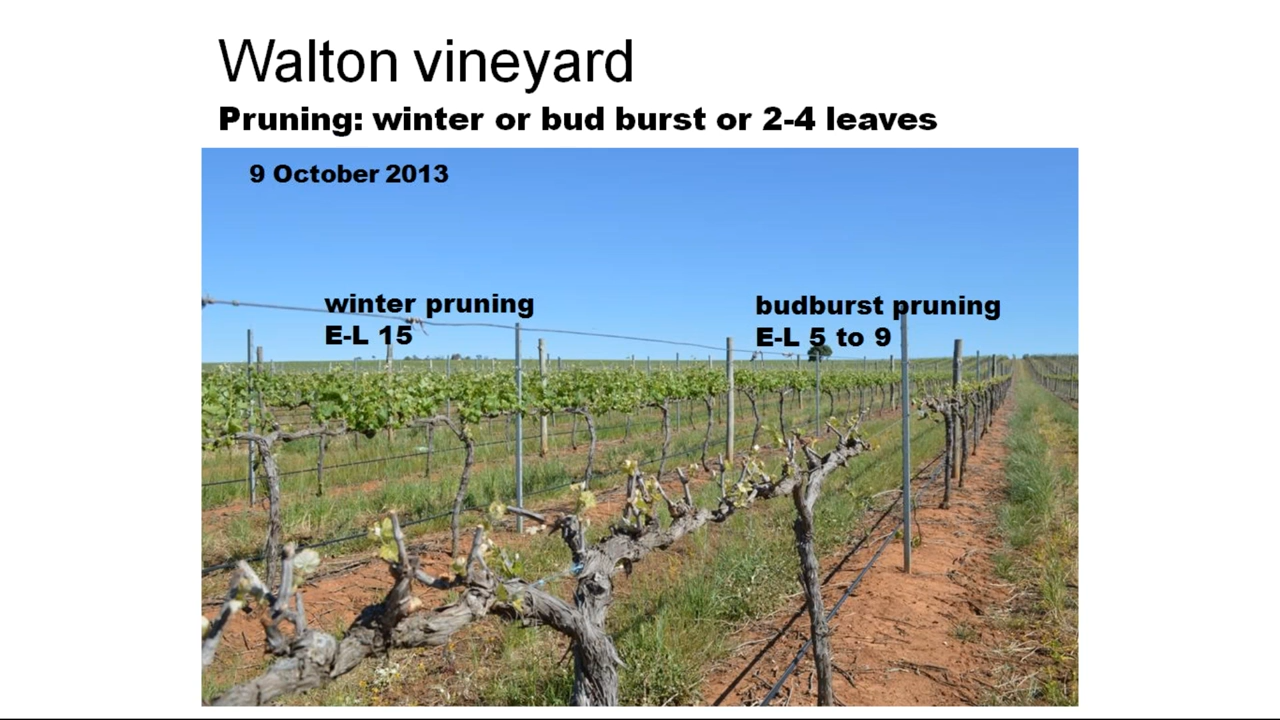 Walton vineyard
Pruning: winter or bud burst or 2-4 leaves
9 October 2013
winter pruning
E-L 15
budburst pruning
E-L 5 to 9